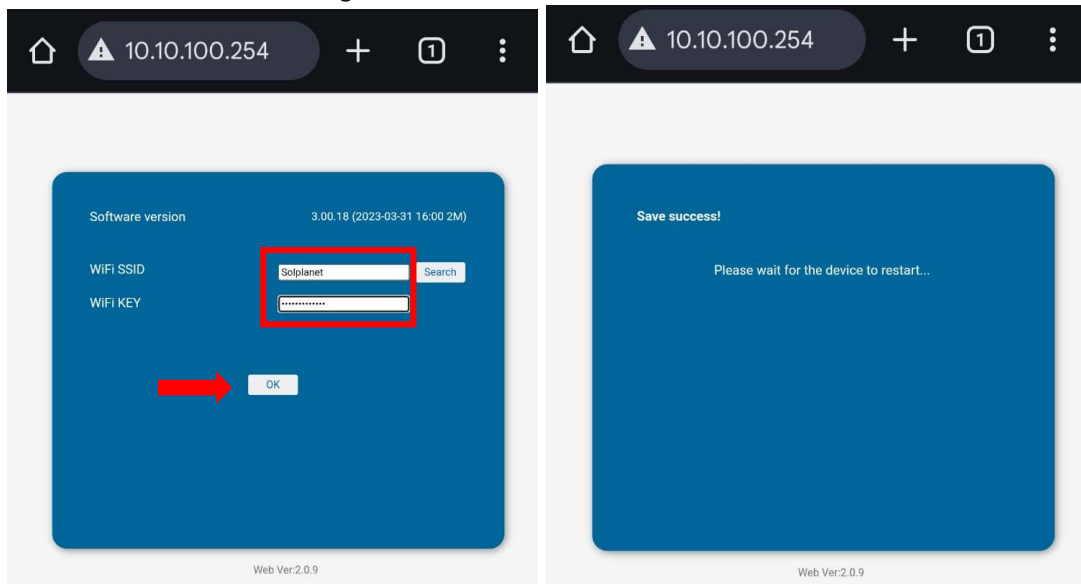 10.10.100.254
1
Software version 3.00.18 (2023-03-31 16:00 2M)
WiFi SSID Solplanet Search
WiFi KEY •••••••••••••
OK
Web Ver:2.0.9
10.10.100.254
1
Save success!
Please wait for the device to restart...
Web Ver:2.0.9